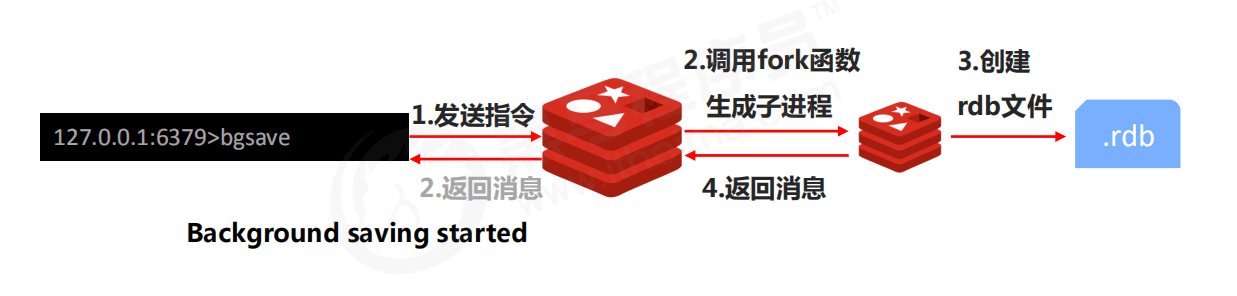 2.调用fork函数
生成子进程
3.创建
rdb文件
1.发送指令
127.0.0.1:6379>bgsave
.rdb
2.返回消息
4.返回消息
Background saving started